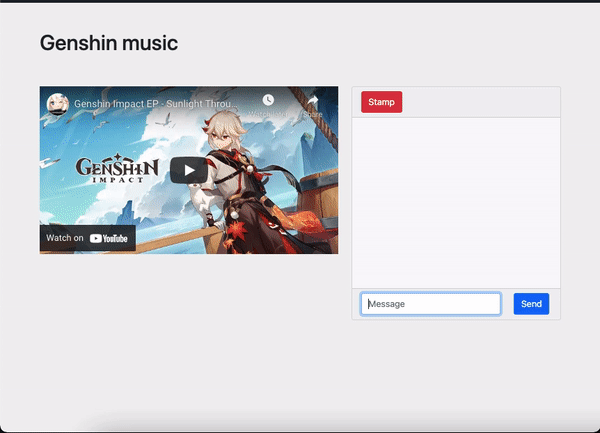 Genshin music
Genshin Impact EP - Sunlight Throu...
Watch later
Share
GENSHIN
IMPACT
Watch on YouTube
Stamp
Message
Send